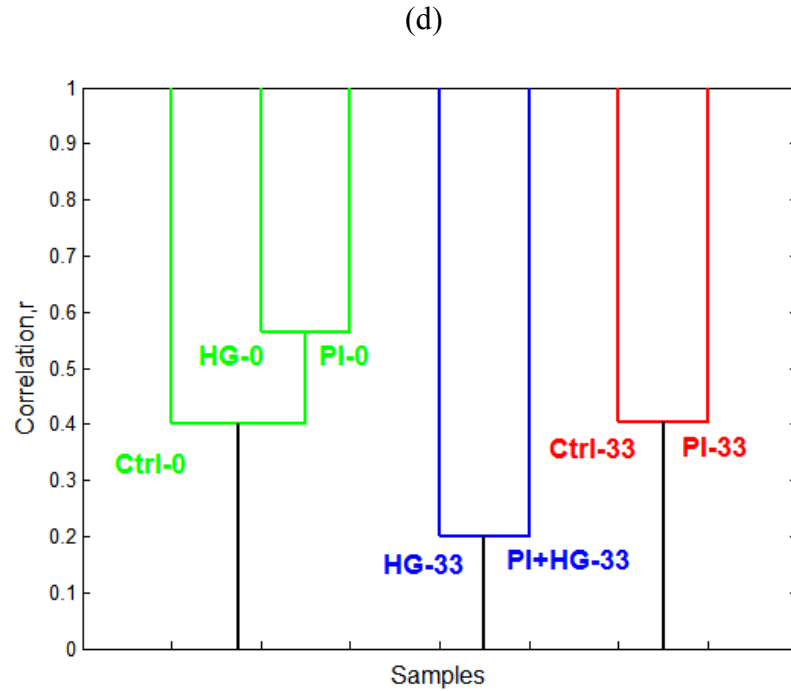 (d)
1
0.9
0.8
0.7
0.6
0.5
0.4
0.3
0.2
0.1
0
Correlation,r
HG-0 PI-0
Ctrl-0
Ctrl-33 PI-33
HG-33 PI+HG-33
Samples